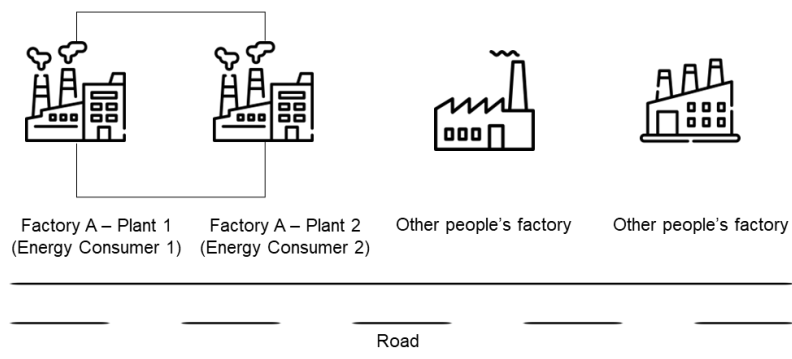 Factory A – Plant 1
(Energy Consumer 1)
Factory A – Plant 2
(Energy Consumer 2)
Other people's factory
Other people's factory
Road